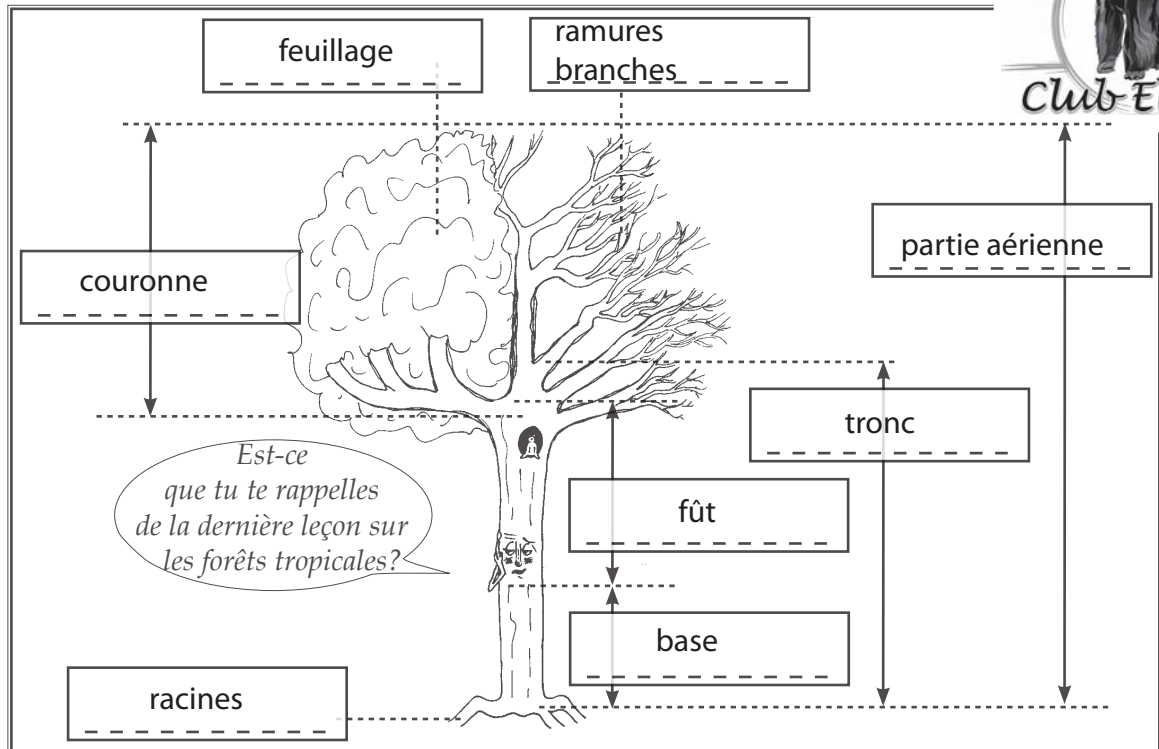 feuillage
ramures
branches
Club
partie aérienne
couronne
tronc
Est-ce
que tu te rappelles
de la dernière leçon sur
les forêts tropicales?
fût
base
racines